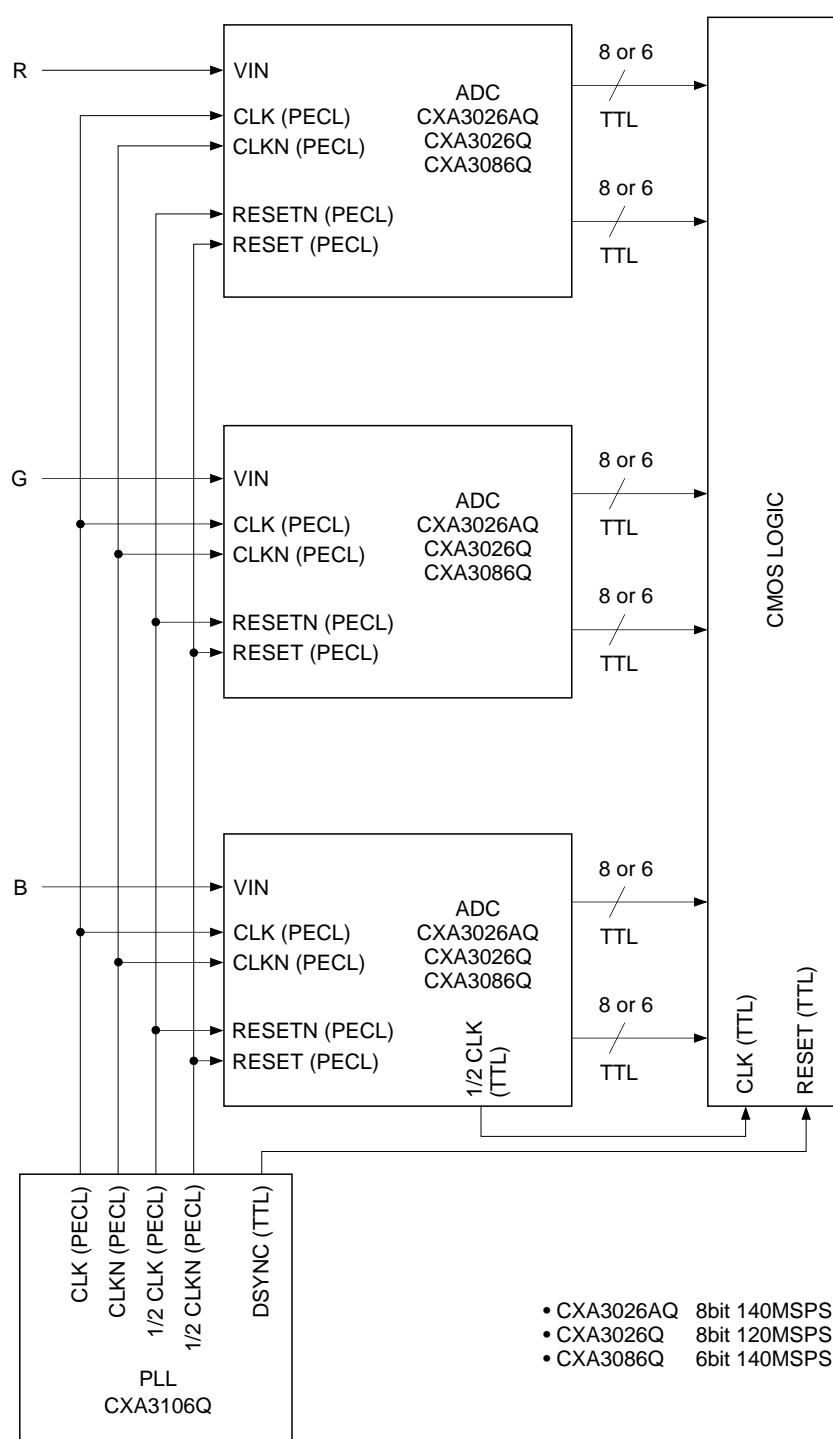 R
VIN
CLK (PECL)
CLKN (PECL)
RESETN (PECL)
RESET (PECL)
ADC
CXA3026AQ
CXA3026Q
CXA3086Q
8 or 6
TTL
8 or 6
TTL
G
VIN
CLK (PECL)
CLKN (PECL)
RESETN (PECL)
RESET (PECL)
ADC
CXA3026AQ
CXA3026Q
CXA3086Q
8 or 6
TTL
8 or 6
TTL
CMOS LOGIC
B
VIN
CLK (PECL)
CLKN (PECL)
RESETN (PECL)
RESET (PECL)
ADC
CXA3026AQ
CXA3026Q
CXA3086Q
1/2 CLK
(TTL)
8 or 6
TTL
8 or 6
TTL
CLK (TTL)
RESET (TTL)
CLK (PECL)
CLKN (PECL)
1/2 CLK (PECL)
1/2 CLKN (PECL)
DSYNC (TTL)
PLL
CXA3106Q
• CXA3026AQ 8bit 140MSPS
• CXA3026Q 8bit 120MSPS
• CXA3086Q 6bit 140MSPS